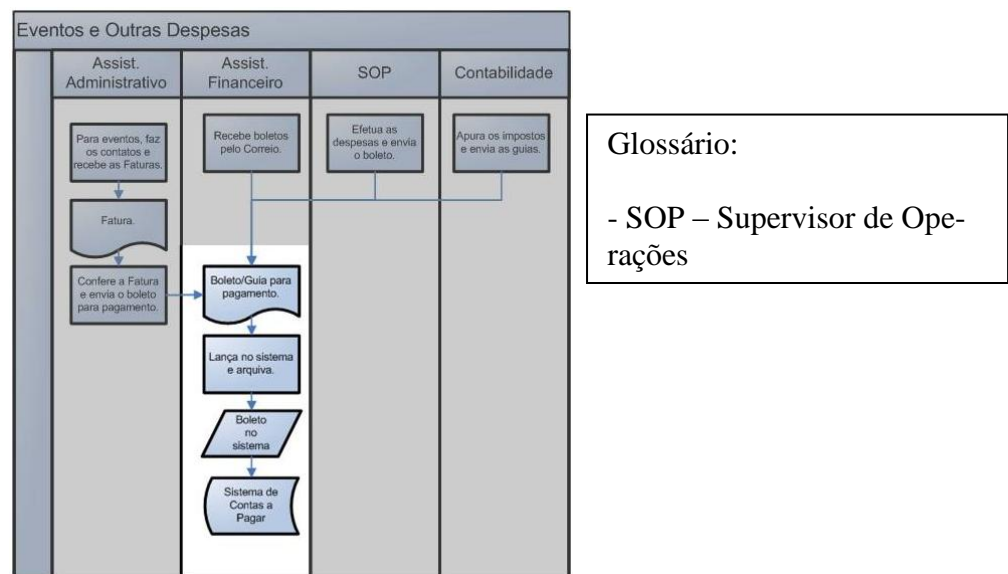 Eventos e Outras Despesas
Assist.
Administrativo
Assist.
Financeiro
SOP
Contabilidade
Para eventos, faz
os contatos e
recebe as Faturas.
Recebe boletos
pelo Correio.
Efetua as
despesas e envia
o boleto.
Apura os impostos
e envia as guias.
Fatura.
Confere a Fatura
e envia o boleto
para pagamento.
Boleto/Guia para
pagamento.
Lança no sistema
e arquiva.
Boleto
no
sistema
Sistema de
Contas a
Pagar
Glossário:
- SOP – Supervisor de Ope-
rações